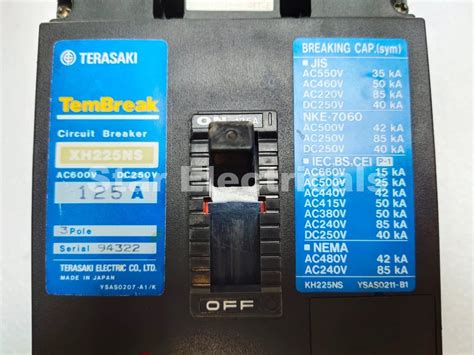 TERASAKI
TemBreak
Circuit Breaker
XH225NS
AC600V DC250V
125A
3 Pole
Serial 94322
TERASAKI ELECTRIC CO., LTD.
MADE IN JAPAN
YSAS0207-A1/K
ON
I
OFF
BREAKING CAP.(sym)
JIS
AC550V 35 kA
AC460V 42 kA
AC220V 85 kA
DC250V 40 kA
NKE-7060
AC500V 42 kA
AC250V 85 kA
IEC.BS.CEI P-1
AC660V 15 kA
AC500V 25 kA
AC440V 42 kA
AC415V 50 kA
AC380V 50 kA
AC240V 85 kA
DC250V 40 kA
NEMA
AC480V 42 kA
AC240V 85 kA
KH225NS YSAS0211-B1
Star Electricals